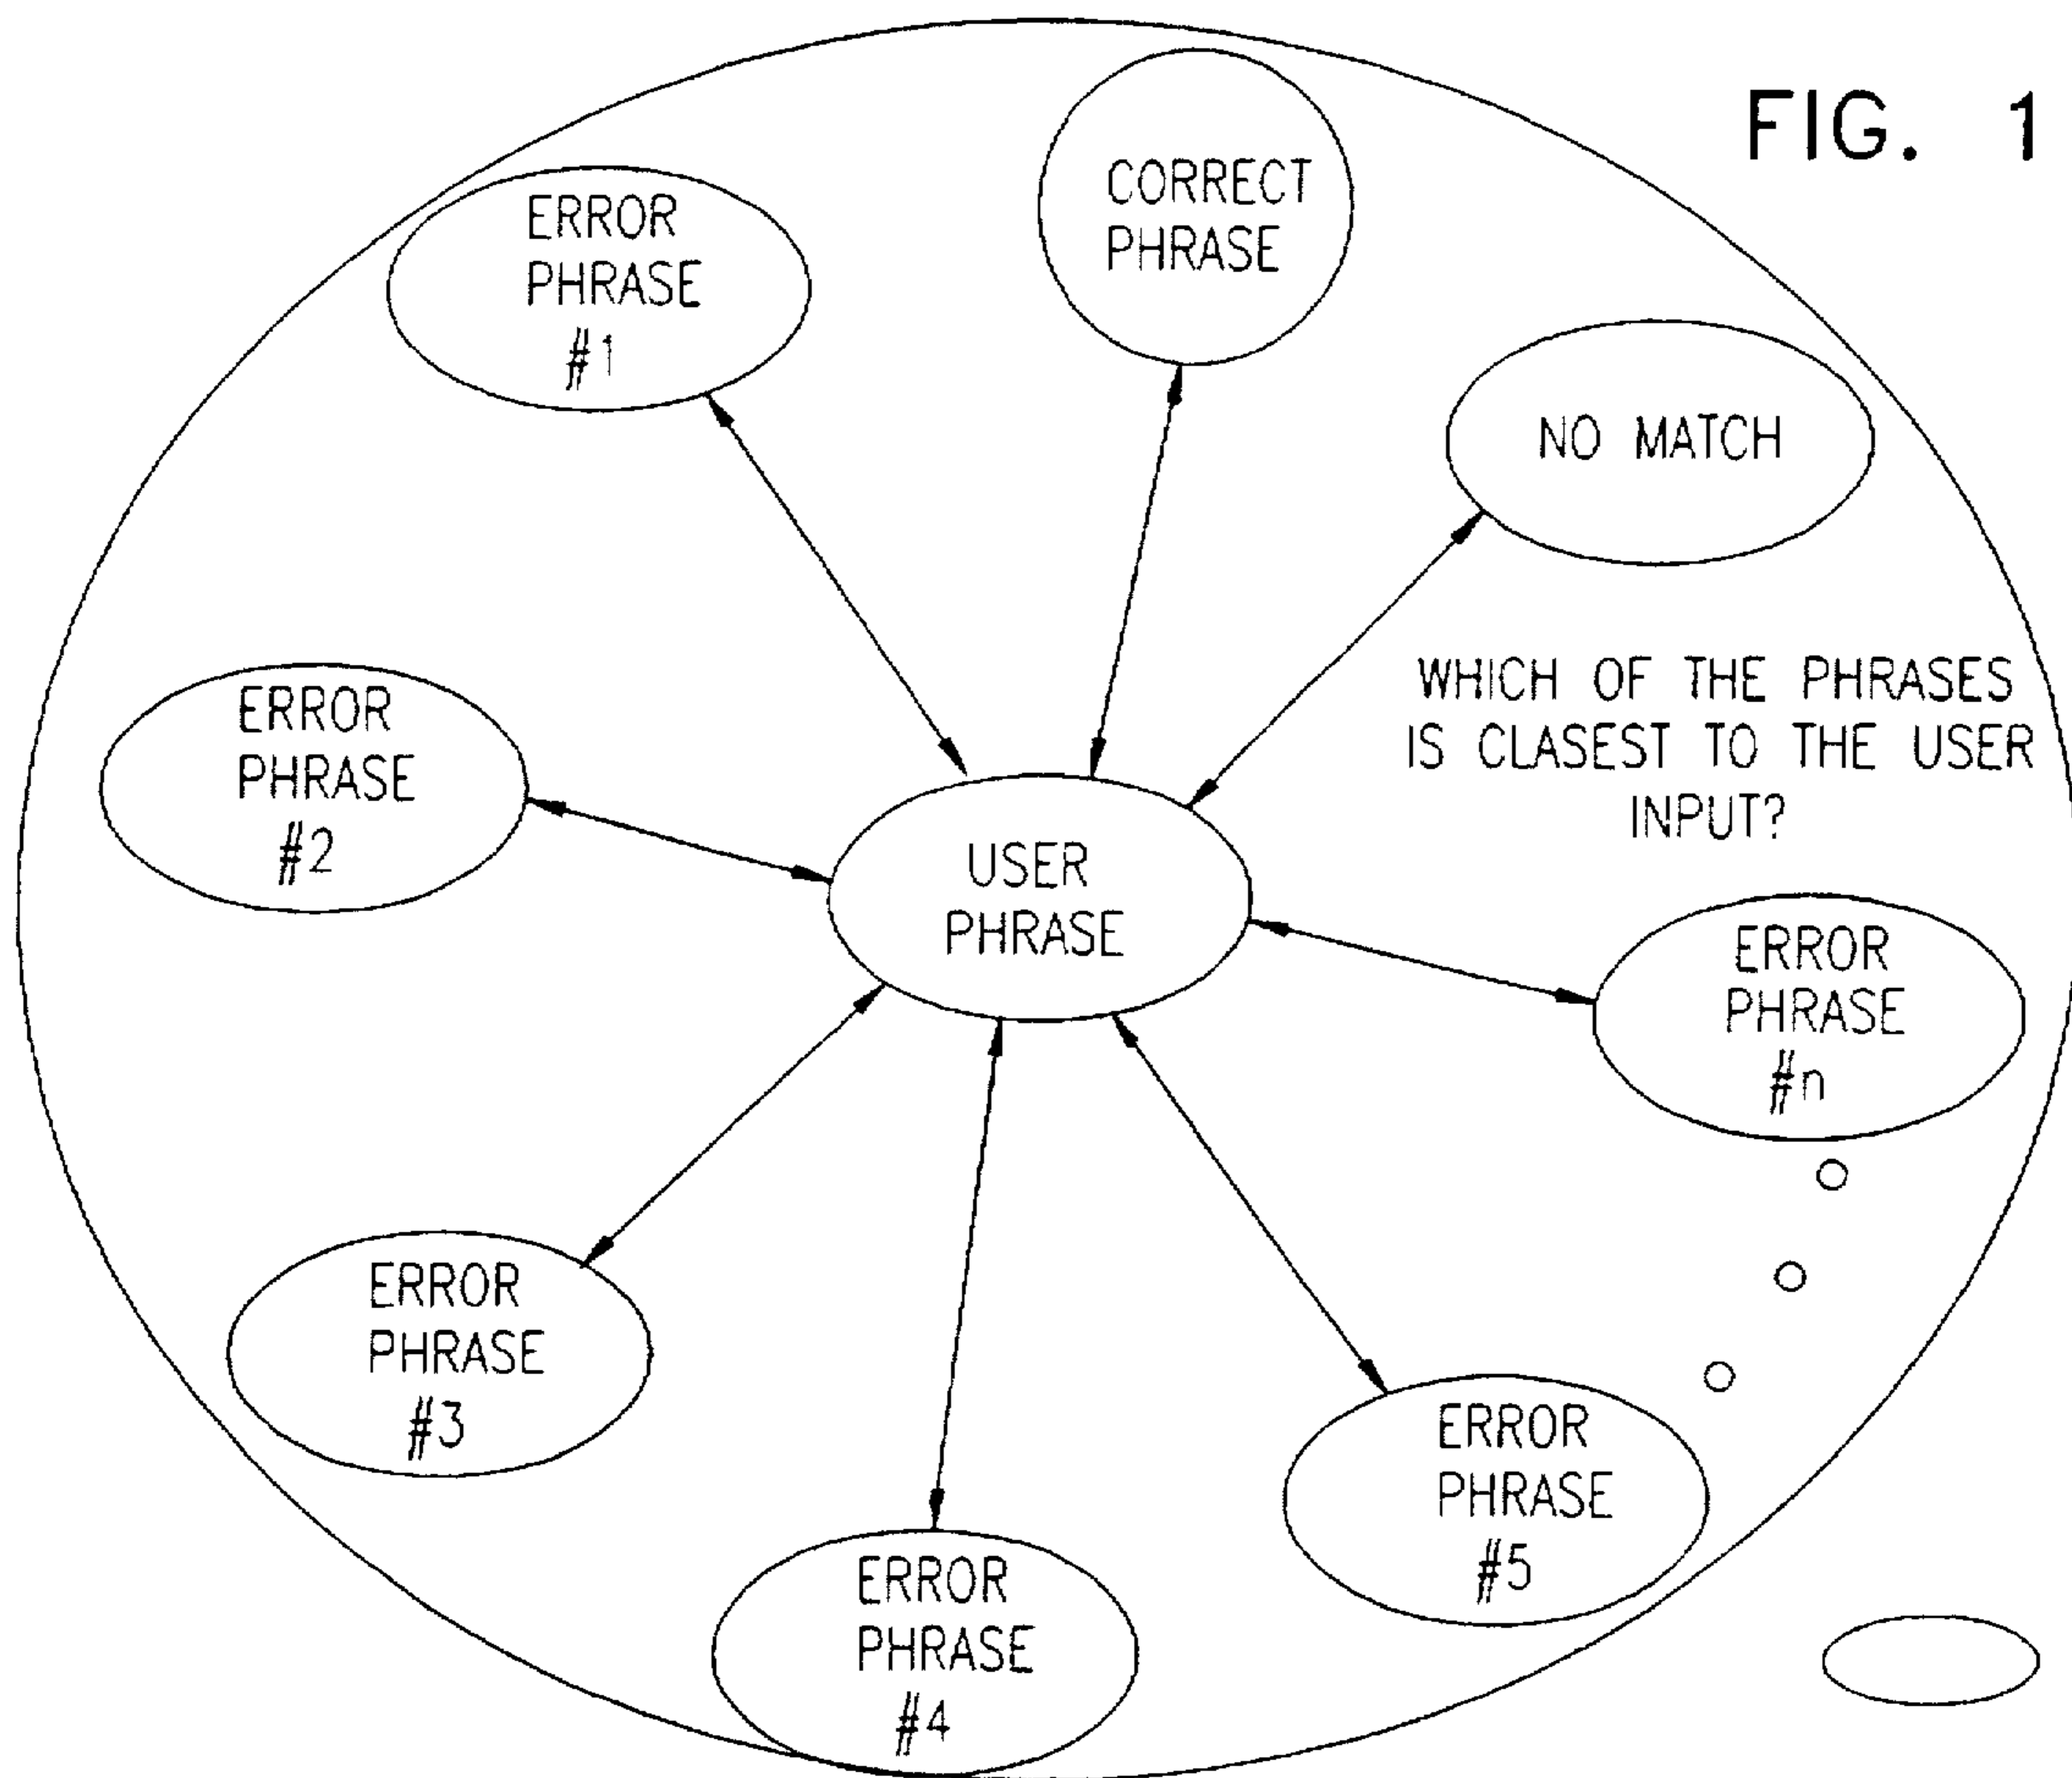 FIG. 1
CORRECT
PHRASE
ERROR
PHRASE
#1
NO MATCH
WHICH OF THE PHRASES
IS CLASEST TO THE USER
INPUT?
ERROR
PHRASE
#2
USER
PHRASE
ERROR
PHRASE
#n
ERROR
PHRASE
#3
ERROR
PHRASE
#5
ERROR
PHRASE
#4